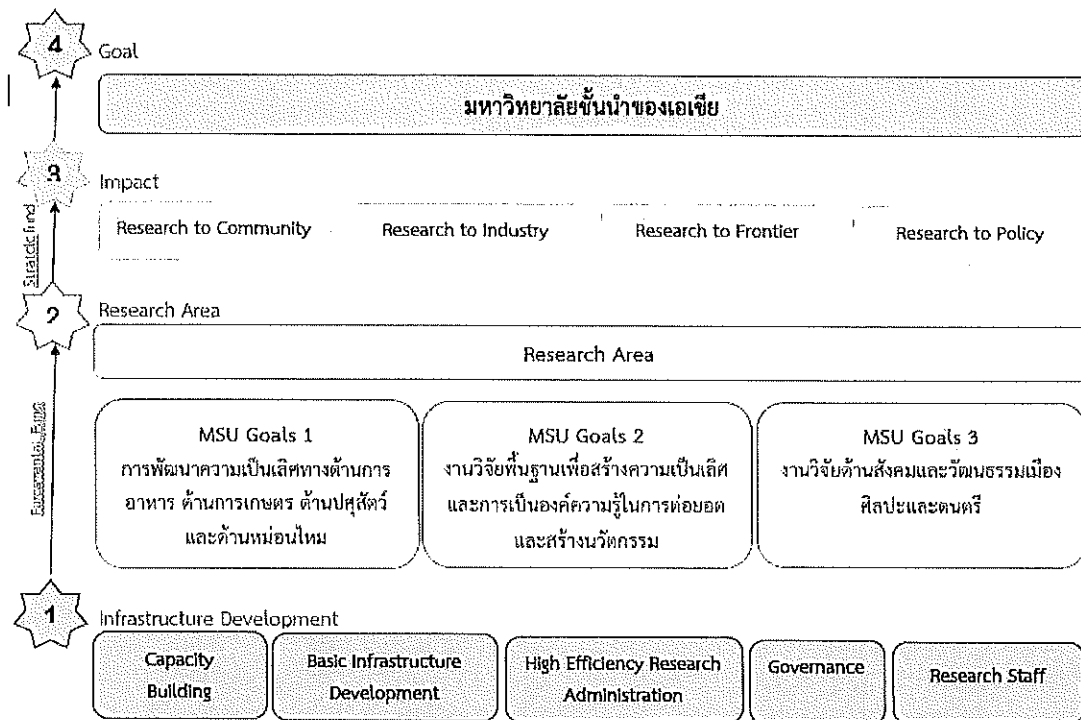 4
Goal
มหาวิทยาลัยชั้นนำของเอเชีย
3
Impact
Research to Community
Research to Industry
Research to Frontier
Research to Policy
2
Research Area
Research Area
MSU Goals 1
การพัฒนาความเป็นเลิศทางด้านการ
อาหาร ด้านการเกษตร ด้านปศุสัตว์
และด้านหม่อนไหม
MSU Goals 2
งานวิจัยพื้นฐานเพื่อสร้างความเป็นเลิศ
และการเป็นองค์ความรู้ในการต่อยอด
และสร้างนวัตกรรม
MSU Goals 3
งานวิจัยด้านสังคมและวัฒนธรรมเมือง
ศิลปะและดนตรี
1
Infrastructure Development
Capacity
Building
Basic Infrastructure
Development
High Efficiency Research
Administration
Governance
Research Staff